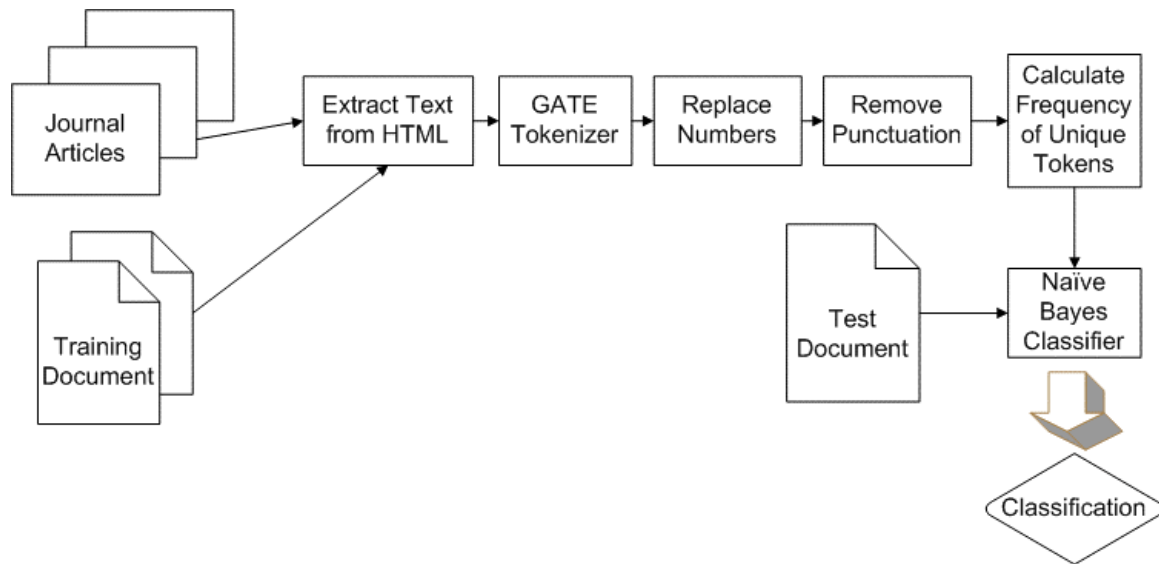 Journal
Articles
Extract Text
from HTML
GATE
Tokenizer
Replace
Numbers
Remove
Punctuation
Calculate
Frequency
of Unique
Tokens
Training
Document
Test
Document
Naïve
Bayes
Classifier
Classification